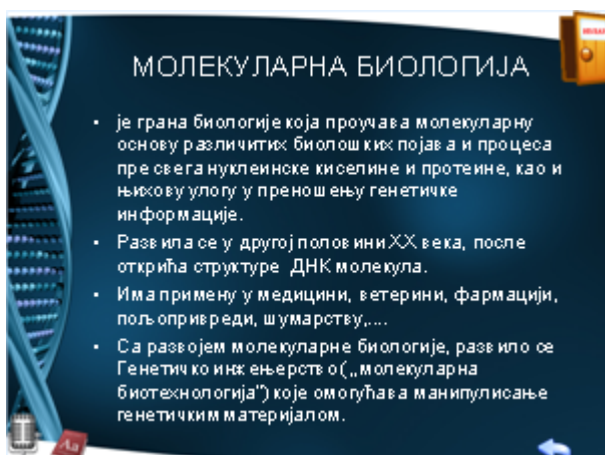 МОЛЕКУЛАРНА БИОЛОГИЈА
• је грана биологије која проучава молекуларну
основу различитих биолошких појава и процеса
пре свега нуклеинске киселине и протеине, као и
њихову улогу у преношењу генетичке
информације.
• Развила се у другој половини XX века, после
открића структуре ДНК молекула.
• Има примену у медицини, ветерини, фармацији,
пољопривреди, шумарству,....
• Са развојем молекуларне биологије, развило се
Генетичко инжењерство („молекуларна
биотехнологија") које омогућава манипулисање
генетичким материјалом.
Aa